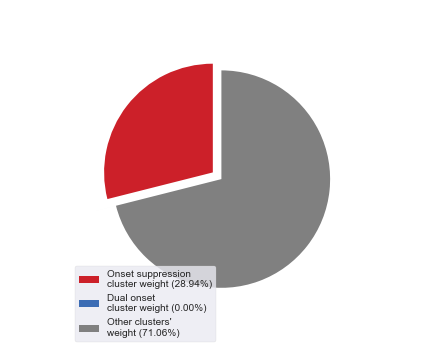 Onset suppression
cluster weight (28.94%)
Dual onset
cluster weight (0.00%)
Other clusters'
weight (71.06%)